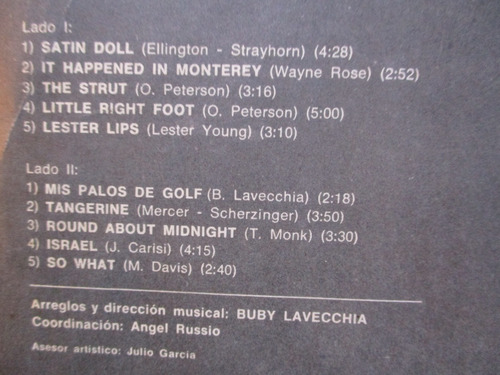 Lado I:
1) SATIN DOLL (Ellington - Strayhorn) (4:28)
2) IT HAPPENED IN MONTEREY (Wayne Rose) (2:52)
3) THE STRUT (O. Peterson) (3:16)
4) LITTLE RIGHT FOOT (O. Peterson) (5:00)
5) LESTER LIPS (Lester Young) (3:10)
Lado II:
1) MIS PALOS DE GOLF (B. Lavecchia) (2:18)
2) TANGERINE (Mercer - Scherzinger) (3:50)
3) ROUND ABOUT MIDNIGHT (T. Monk) (3:30)
4) ISRAEL (J. Carisi) (4:15)
5) SO WHAT (M. Davis) (2:40)
Arreglos y dirección musical: BUBY LAVECCHIA
Coordinación: Angel Russio
Asesor artístico: Julio García